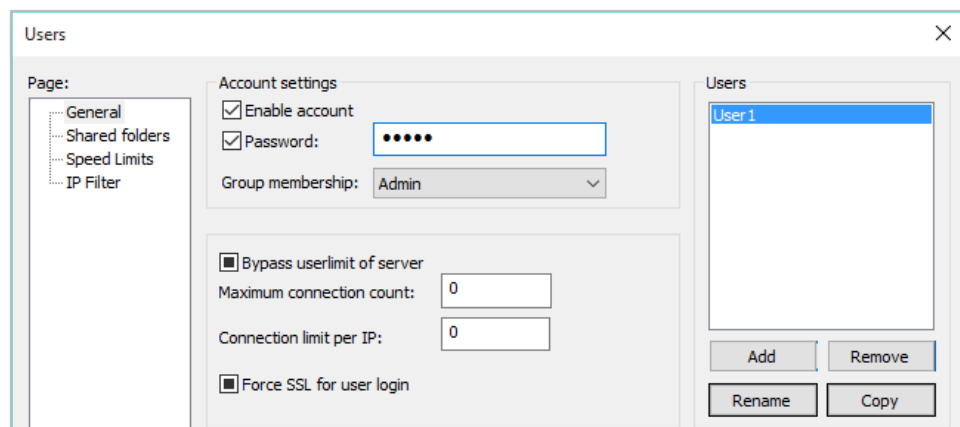 Users
Page:
General
Shared folders
Speed Limits
IP Filter
Account settings
Enable account
Password: •••••
Group membership: Admin
Bypass userlimit of server
Maximum connection count: 0
Connection limit per IP: 0
Force SSL for user login
Users
User1
Add Remove
Rename Copy